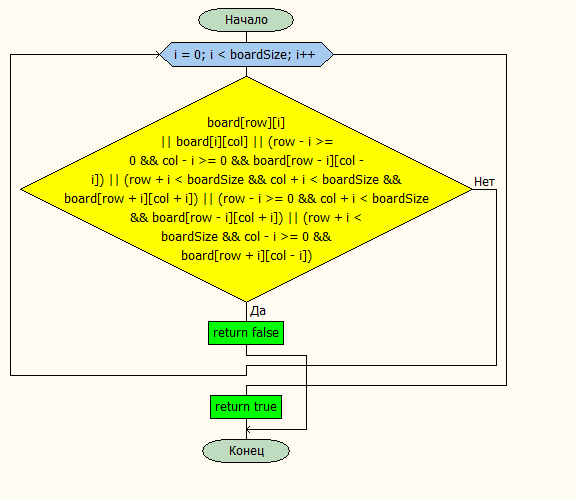 Начало
i = 0; i < boardSize; i++
board[row][i]
|| board[i][col] || (row - i >=
0 && col - i >= 0 && board[row - i][col -
i]) || (row + i < boardSize && col + i < boardSize &&
board[row + i][col + i]) || (row - i >= 0 && col + i < boardSize
&& board[row - i][col + i]) || (row + i <
boardSize && col - i >= 0 &&
board[row + i][col - i])
Нет
Да
return false
return true
Конец